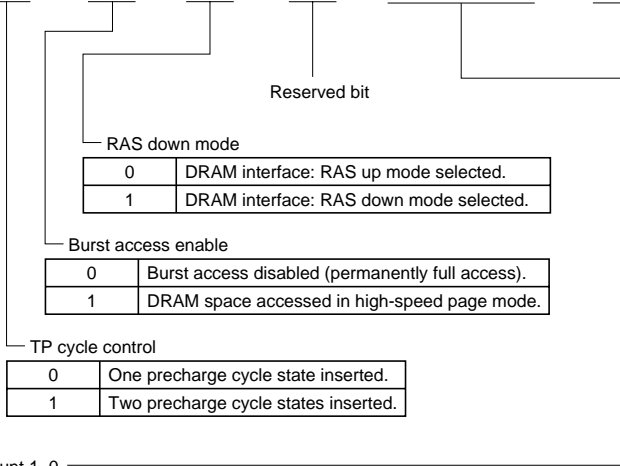 Reserved bit
RAS down mode
0 DRAM interface: RAS up mode selected.
1 DRAM interface: RAS down mode selected.
Burst access enable
0 Burst access disabled (permanently full access).
1 DRAM space accessed in high-speed page mode.
TP cycle control
0 One precharge cycle state inserted.
1 Two precharge cycle states inserted.
1, 0